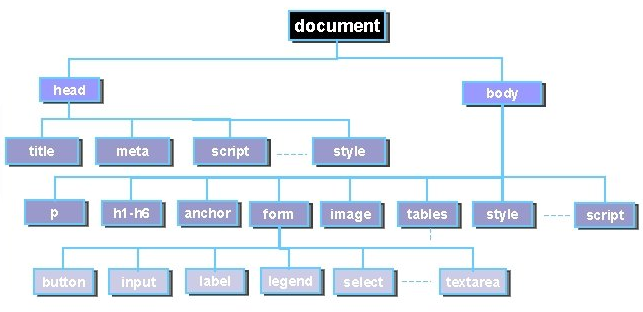 document
head
body
title
meta
script
style
p
h1-h6
anchor
form
image
tables
style
script
button
input
label
legend
select
textarea